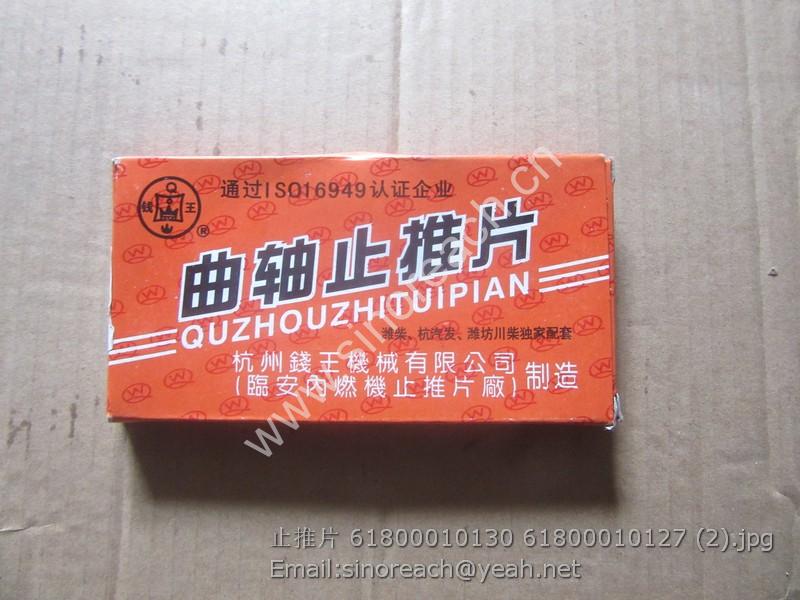 通过ISO16949认证企业
钱王
®
曲轴止推片
QUZHOUZHITUIPIAN
潍柴、杭汽发、潍坊川柴独家配套
杭州錢王機械有限公司
(臨安內燃機止推片廠)制造
www.sinoreach.cn
止推片 61800010130 61800010127 (2).jpg
Email:sinoreach@yeah.net